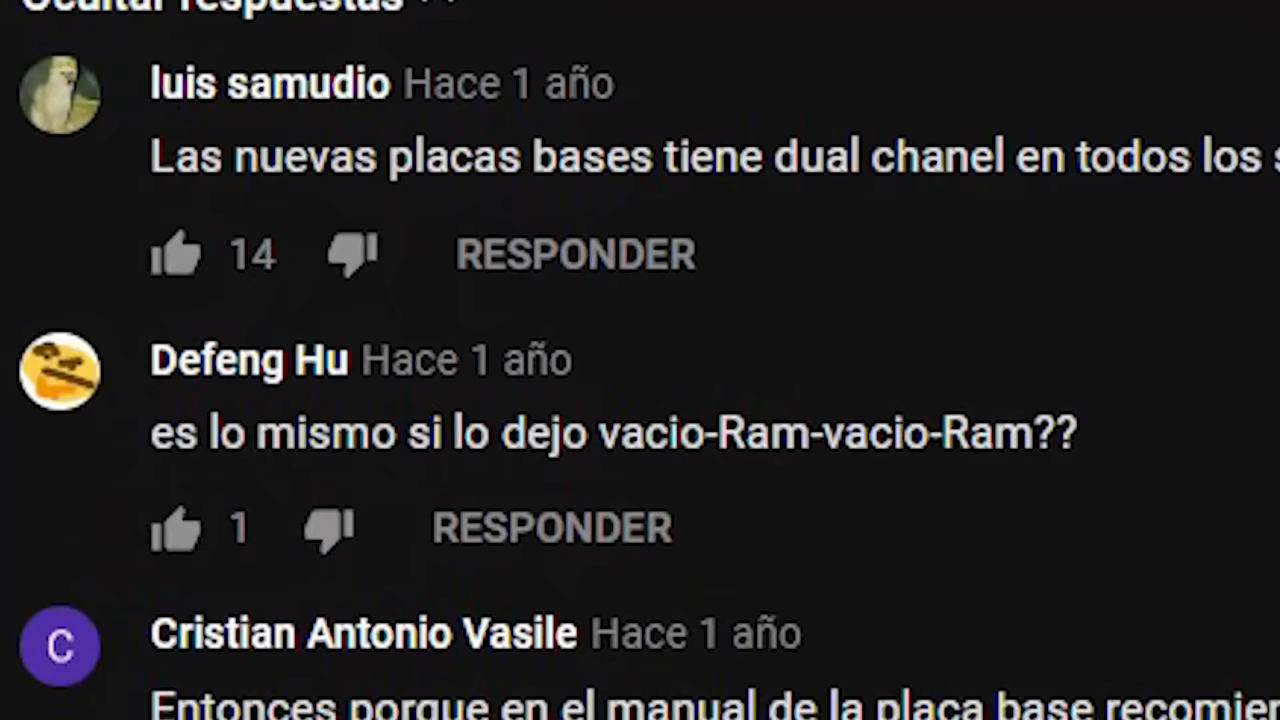 Ocultar respuestas
luis samudio Hace 1 año
Las nuevas placas bases tiene dual chanel en todos los
14 RESPONDER
Defeng Hu Hace 1 año
es lo mismo si lo dejo vacio-Ram-vacio-Ram??
1 RESPONDER
C
Cristian Antonio Vasile Hace 1 año
Entonces porque en el manual de la placa base